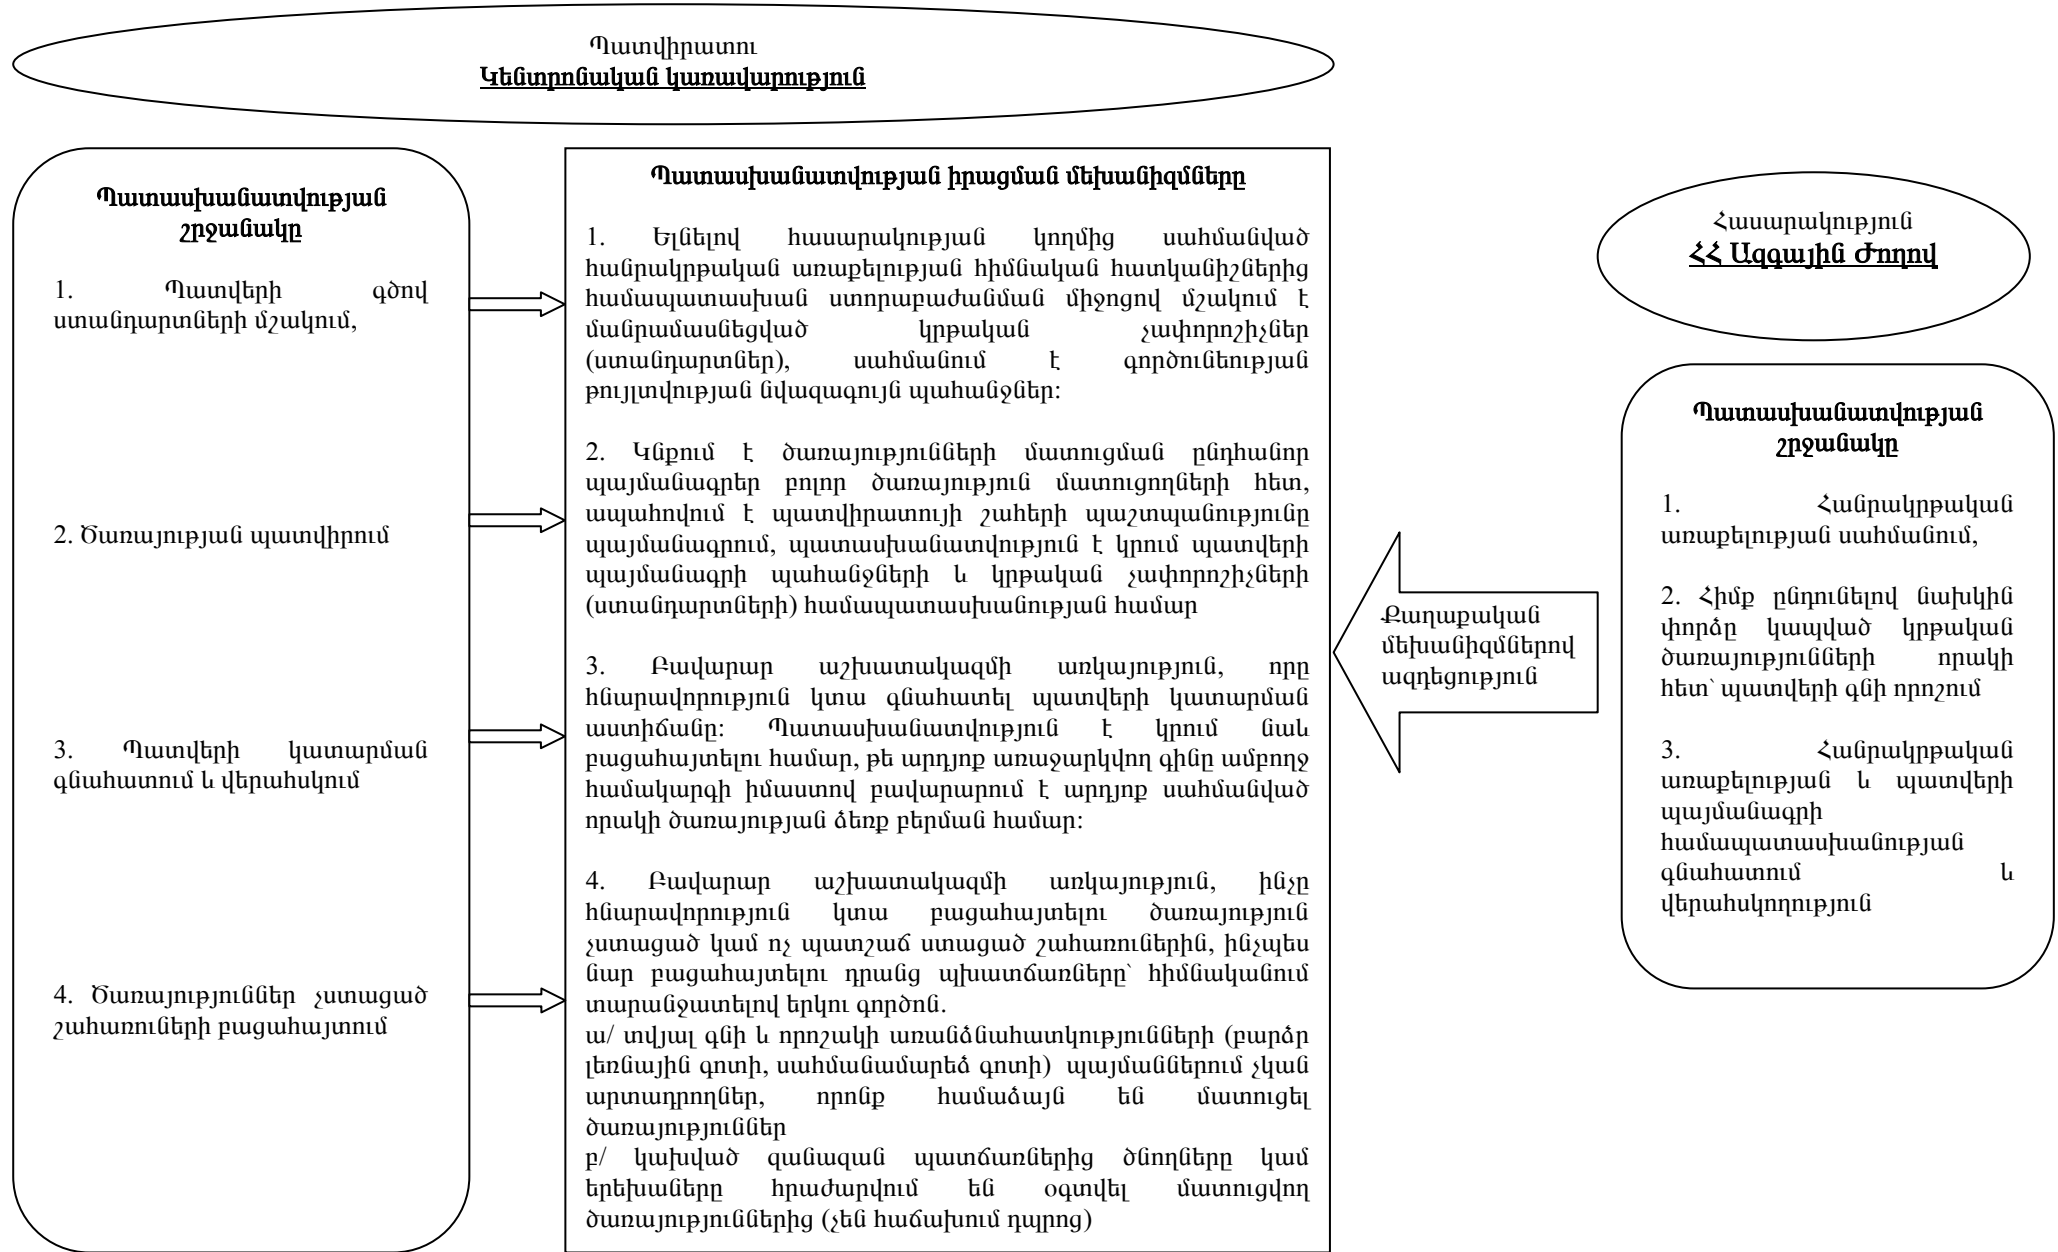 Պատվիրատու
Կենտրոնական կառավարություն
Պատասխանատվության
շրջանակը
1. Պատվերի գծով
ստանդարտների մշակում,
2. Ծառայության պատվիրում
3. Պատվերի կատարման
գնահատում և վերահսկում
4. Ծառայություններ չստացած
շահառուների բացահայտում
Պատասխանատվության իրացման մեխանիզմները
1. Ելնելով հասարակության կողմից սահմանված
հանրակրթական առաքելության հիմնական հատկանիշներից
համապատասխան ստորաբաժանման միջոցով մշակում է
մանրամասնեցված կրթական չափորոշիչներ
(ստանդարտներ), սահմանում է գործունեության
թույլտվության նվազագույն պահանջներ:
2. Կնքում է ծառայությունների մատուցման ընդհանոր
պայմանագրեր բոլոր ծառայություն մատուցողների հետ,
ապահովում է պատվիրատույի շահերի պաշտպանությունը
պայմանագրում, պատասխանատվություն է կրում պատվերի
պայմանագրի պահանջների և կրթական չափորոշիչների
(ստանդարտների) համապատասխանության համար
3. Բավարար աշխատակազմի առկայություն, որը
հնարավորություն կտա գնահատել պատվերի կատարման
աստիճանը: Պատասխանատվություն է կրում նաև
բացահայտելու համար, թե արդյոք առաջարկվող գինը ամբողջ
համակարգի իմաստով բավարարում է արդյոք սահմանված
որակի ծառայության ձեռք բերման համար:
4. Բավարար աշխատակազմի առկայություն, ինչը
հնարավորություն կտա բացահայտելու ծառայություն
չստացած կամ ոչ պատշաճ ստացած շահառուներին, ինչպես
նար բացահայտելու դրանց պխատճառները՝ հիմնականում
տարանջատելով երկու գործոն.
ա/ տվյալ գնի և որոշակի առանձնահատկությունների (բարձր
լեռնային գոտի, սահմանամարեձ գոտի) պայմաններում չկան
արտադրողներ, որոնք համաձայն են մատուցել
ծառայություններ
բ/ կախված զանազան պատճառներից ծնողները կամ
երեխաները հրաժարվում են օգտվել մատուցվող
ծառայություններից (չեն հաճախում դպրոց)
Քաղաքական
մեխանիզմներով
ազդեցություն
Հասարակություն
ՀՀ Ազգային Ժողով
Պատասխանատվության
շրջանակը
1. Հանրակրթական
առաքելության սահմանում,
2. Հիմք ընդունելով նախկին
փորձը կապված կրթական
ծառայությունների որակի
հետ՝ պատվերի գնի որոշում
3. Հանրակրթական
առաքելության և պատվերի
պայմանագրի
համապատասխանության
գնահատում և
վերահսկողություն